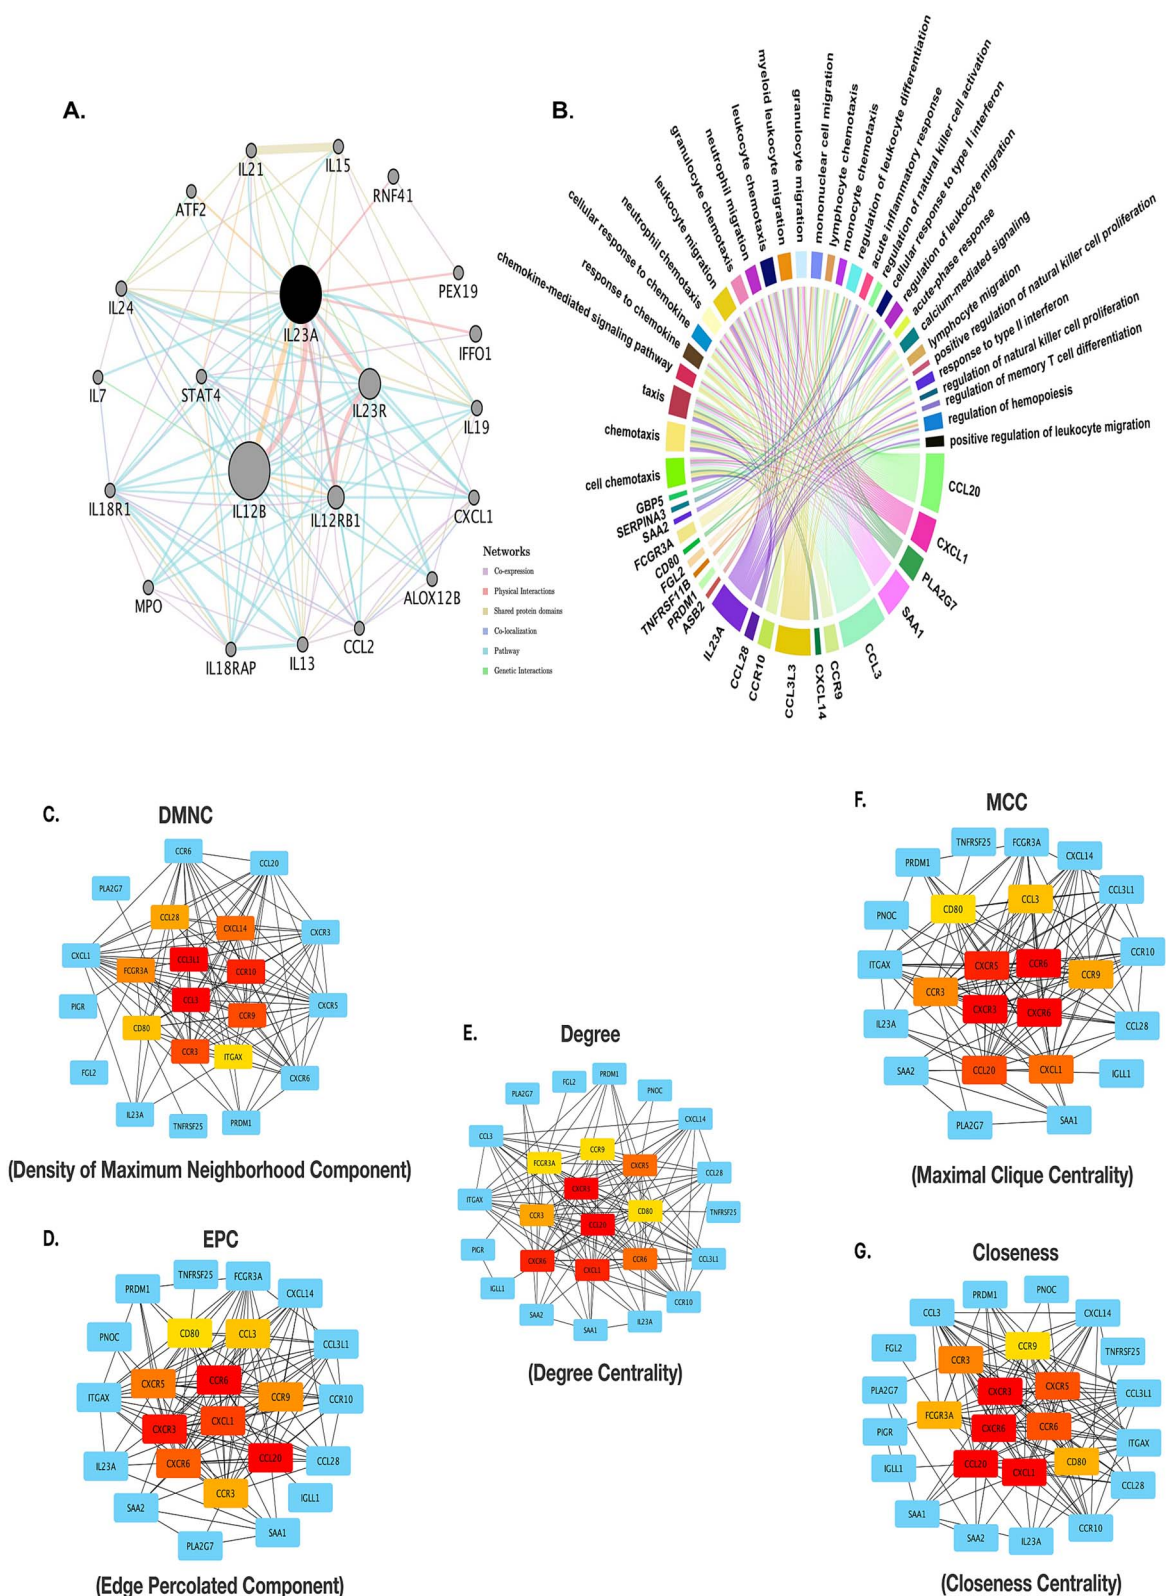 A.
IL21
IL15
RNF41
ATF2
PEX19
IL24
IL23A
IFFO1
IL7
STAT4
IL23R
IL19
IL18R1
IL12B
IL12RB1
CXCL1
MPO
ALOX12B
CCL2
IL18RAP
IL13
Networks
Co-expression
Physical Interactions
Shared protein domains
Co-localization
Pathway
Genetic Interactions
B.
cell chemotaxis
chemotaxis
taxis
chemokine-mediated signaling pathway
response to chemokine
cellular response to chemokine
neutrophil chemotaxis
leukocyte migration
granulocyte chemotaxis
neutrophil migration
leukocyte chemotaxis
myeloid leukocyte migration
granulocyte migration
mononuclear cell migration
lymphocyte chemotaxis
monocyte chemotaxis
regulation of leukocyte differentiation
acute inflammatory response
regulation of natural killer cell activation
cellular response to type II interferon
regulation of leukocyte migration
acute-phase response
calcium-mediated signaling
lymphocyte migration
positive regulation of natural killer cell proliferation
response to type II interferon
regulation of natural killer cell proliferation
regulation of memory T cell differentiation
regulation of hemopoiesis
positive regulation of leukocyte migration
CCL20
CXCL1
PLA2G7
SAA1
CCL3
CCR9
CXCL14
CCL3L3
CCR10
CCL28
IL23A
ASB2
PRDM1
TNFRSF11B
FGL2
CD80
FCGR3A
SAA2
SERPINA3
GBP5
C.
DMNC
CCR6
CCL20
PLA2G7
CCL28
CXCL14
CXCR3
CXCL1
CCL3L1
FCGR3A
CCR10
PIGR
CCL3
CXCR5
CD80
CCR9
CCR3
ITGAX
FGL2
CXCR6
IL23A
TNFRSF25
PRDM1
(Density of Maximum Neighborhood Component)
D.
EPC
TNFRSF25
FCGR3A
PRDM1
CXCL14
PNOC
CD80
CCL3
CCL3L1
CCR6
CXCR5
CCR9
ITGAX
CCR10
CXCR3
CXCL1
IL23A
CXCR6
CCL20
CCL28
CCR3
IGLL1
SAA2
SAA1
PLA2G7
(Edge Percolated Component)
E.
Degree
PRDM1
FGL2
PNOC
PLA2G7
CXCL14
CCL3
CCR9
FCGR3A
CXCR5
CCL28
CXCR3
ITGAX
CCR3
CCL20
CD80
TNFRSF25
PIGR
CXCR6
CXCL1
CCR6
CCL3L1
IGLL1
SAA2
SAA1
IL23A
CCR10
(Degree Centrality)
F.
MCC
TNFRSF25
FCGR3A
PRDM1
CXCL14
CCL3L1
CD80
CCL3
PNOC
CCR10
ITGAX
CXCR5
CCR6
CCR9
CCR3
CXCR3
CXCR6
IL23A
CCL28
CCL20
CXCL1
SAA2
IGLL1
PLA2G7
SAA1
(Maximal Clique Centrality)
G.
Closeness
PRDM1
PNOC
CCL3
CXCL14
FGL2
CCR3
CCR9
TNFRSF25
PLA2G7
CXCR3
CXCR5
CCL3L1
FCGR3A
PIGR
CXCR6
CCR6
ITGAX
IGLL1
CCL20
CXCL1
CD80
CCL28
SAA1
SAA2
IL23A
CCR10
(Closeness Centrality)